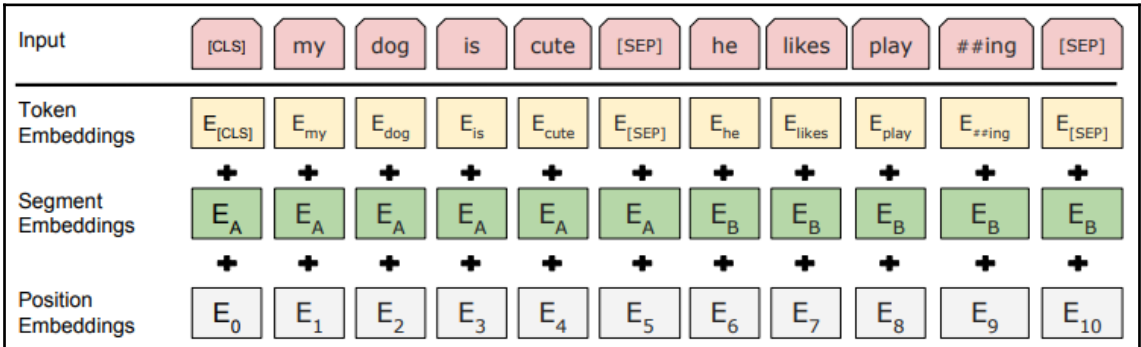 Input [CLS] my dog is cute [SEP] he likes play ##ing [SEP]
Token Embeddings E[CLS] Emy Edog Eis Ecute E[SEP] Ehe Elikes Eplay E##ing E[SEP]
+ + + + + + + + + + +
Segment Embeddings EA EA EA EA EA EA EB EB EB EB EB
+ + + + + + + + + + +
Position Embeddings E0 E1 E2 E3 E4 E5 E6 E7 E8 E9 E10